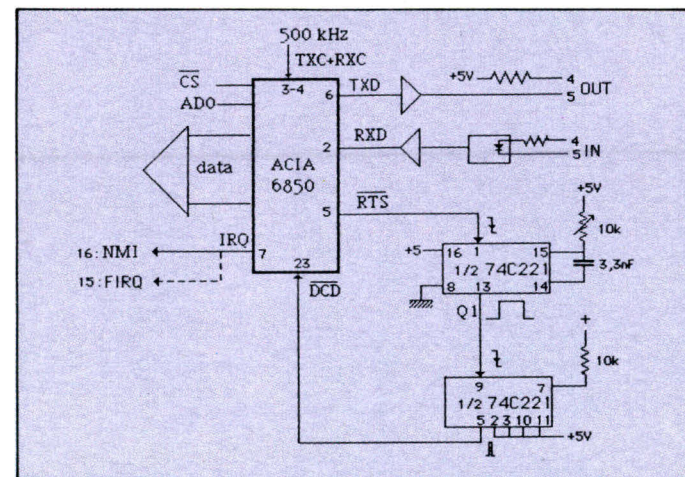 500 kHz
TXC+RXC
CS
ADO
3-4
6
TXD
+5V
4
5
OUT
data
ACIA
6850
2
RXD
4
5
IN
5
RTS
+5V
10k
3,3nF
IRQ
7
16:NMI
15:FIRQ
23
DCD
+5
16
1
15
1/2 74C221
8
13
14
Q1
+
10k
9
7
1/2 74C221
5
2
3
10
11
+5V